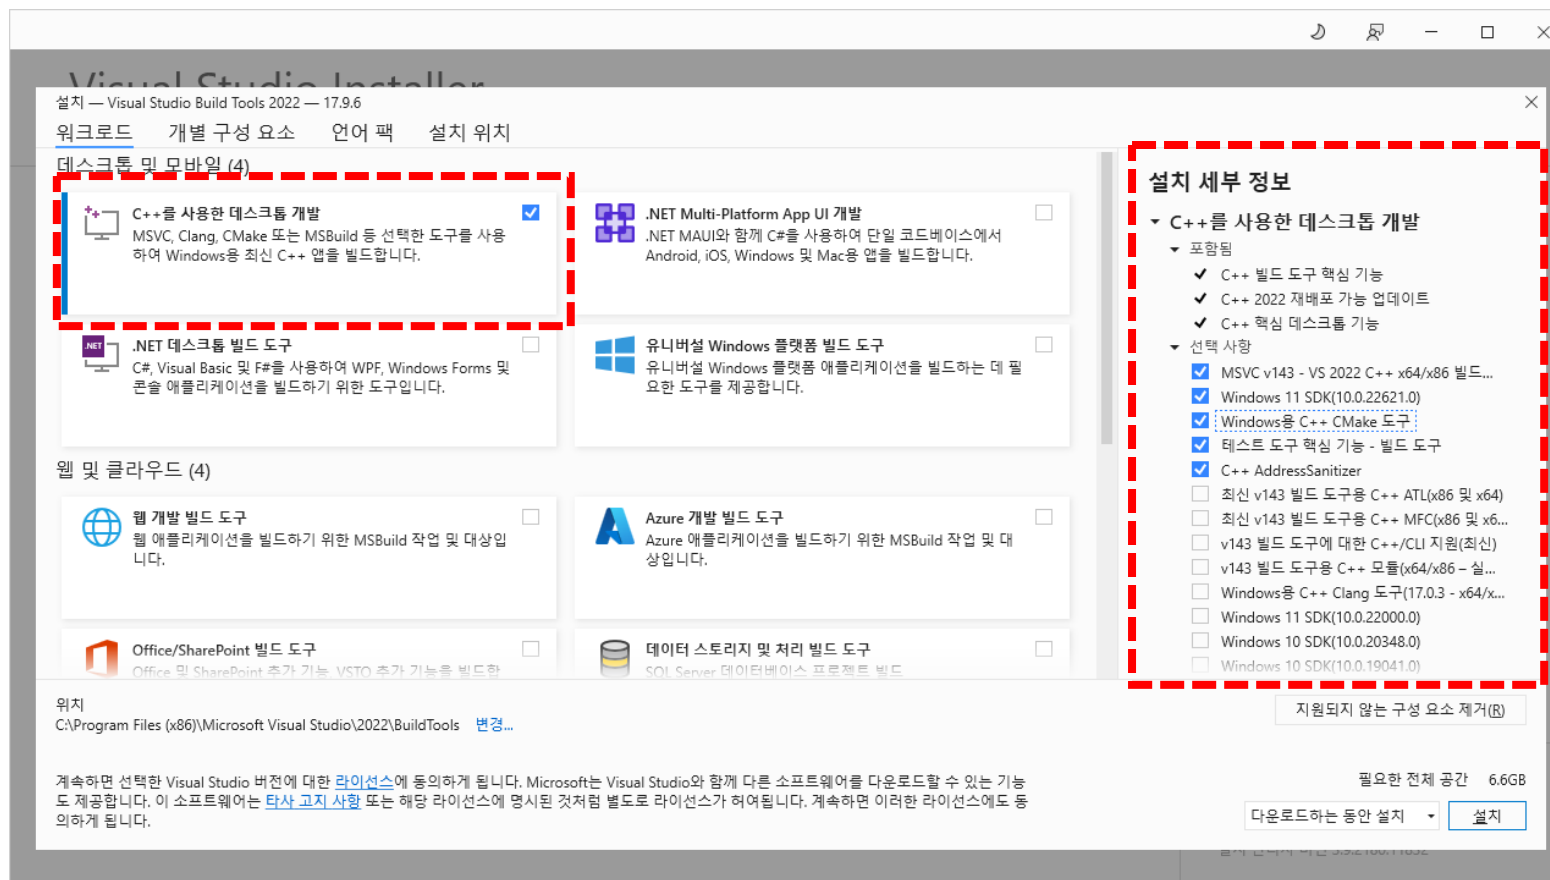 Visual Studio Installer
설치 — Visual Studio Build Tools 2022 — 17.9.6
워크로드 개별 구성 요소 언어 팩 설치 위치
데스크톱 및 모바일 (4)
C++를 사용한 데스크톱 개발
MSVC, Clang, CMake 또는 MSBuild 등 선택한 도구를 사용
하여 Windows용 최신 C++ 앱을 빌드합니다.
.NET Multi-Platform App UI 개발
.NET MAUI와 함께 C#을 사용하여 단일 코드베이스에서
Android, iOS, Windows 및 Mac용 앱을 빌드합니다.
.NET
.NET 데스크톱 빌드 도구
C#, Visual Basic 및 F#을 사용하여 WPF, Windows Forms 및
콘솔 애플리케이션을 빌드하기 위한 도구입니다.
유니버설 Windows 플랫폼 빌드 도구
유니버설 Windows 플랫폼 애플리케이션을 빌드하는 데 필
요한 도구를 제공합니다.
웹 및 클라우드 (4)
웹 개발 빌드 도구
웹 애플리케이션을 빌드하기 위한 MSBuild 작업 및 대상입
니다.
Azure 개발 빌드 도구
Azure 애플리케이션을 빌드하기 위한 MSBuild 작업 및 대
상입니다.
Office/SharePoint 빌드 도구
Office 및 SharePoint 추가 기능, VSTO 추가 기능을 빌드합
데이터 스토리지 및 처리 빌드 도구
SQL Server 데이터베이스 프로젝트 빌드
설치 세부 정보
C++를 사용한 데스크톱 개발
포함됨
C++ 빌드 도구 핵심 기능
C++ 2022 재배포 가능 업데이트
C++ 핵심 데스크톱 기능
선택 사항
MSVC v143 - VS 2022 C++ x64/x86 빌드...
Windows 11 SDK(10.0.22621.0)
Windows용 C++ CMake 도구
테스트 도구 핵심 기능 - 빌드 도구
C++ AddressSanitizer
최신 v143 빌드 도구용 C++ ATL(x86 및 x64)
최신 v143 빌드 도구용 C++ MFC(x86 및 x6...
v143 빌드 도구에 대한 C++/CLI 지원(최신)
v143 빌드 도구용 C++ 모듈(x64/x86 – 실...
Windows용 C++ Clang 도구(17.0.3 - x64/x...
Windows 11 SDK(10.0.22000.0)
Windows 10 SDK(10.0.20348.0)
Windows 10 SDK(10.0.19041.0)
위치
C:\Program Files (x86)\Microsoft Visual Studio\2022\BuildTools 변경...
지원되지 않는 구성 요소 제거(R)
계속하면 선택한 Visual Studio 버전에 대한 라이선스에 동의하게 됩니다. Microsoft는 Visual Studio와 함께 다른 소프트웨어를 다운로드할 수 있는 기능
도 제공합니다. 이 소프트웨어는 타사 고지 사항 또는 해당 라이선스에 명시된 것처럼 별도로 라이선스가 허여됩니다. 계속하면 이러한 라이선스에도 동
의하게 됩니다.
필요한 전체 공간 6.6GB
다운로드하는 동안 설치 설치